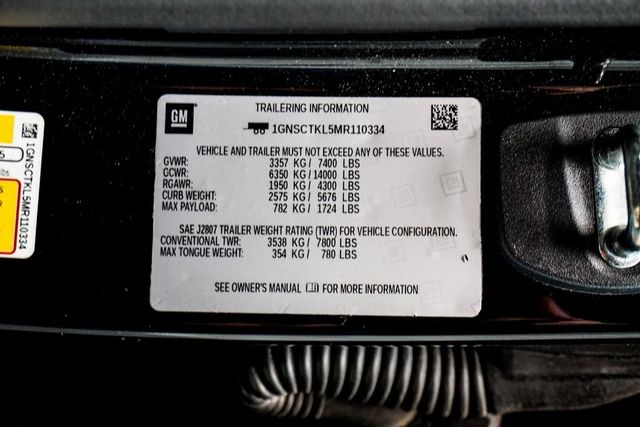 GM
TRAILERING INFORMATION
1GNSCTKL5MR110334
VEHICLE AND TRAILER MUST NOT EXCEED ANY OF THESE VALUES.
GVWR: 3357 KG / 7400 LBS
GCWR: 6350 KG / 14000 LBS
RGAWR: 1950 KG / 4300 LBS
CURB WEIGHT: 2575 KG / 5676 LBS
MAX PAYLOAD: 782 KG / 1724 LBS
SAE J2807 TRAILER WEIGHT RATING (TWR) FOR VEHICLE CONFIGURATION.
CONVENTIONAL TWR: 3538 KG / 7800 LBS
MAX TONGUE WEIGHT: 354 KG / 780 LBS
SEE OWNER'S MANUAL FOR MORE INFORMATION
1GNSCTKL5MR110334